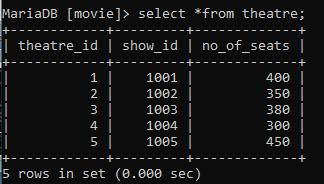 MariaDB [movie]> select *from theatre;
+------------+---------+-------------+
| theatre_id | show_id | no_of_seats |
+------------+---------+-------------+
|          1 |    1001 |         400 |
|          2 |    1002 |         350 |
|          3 |    1003 |         380 |
|          4 |    1004 |         300 |
|          5 |    1005 |         450 |
+------------+---------+-------------+
5 rows in set (0.000 sec)